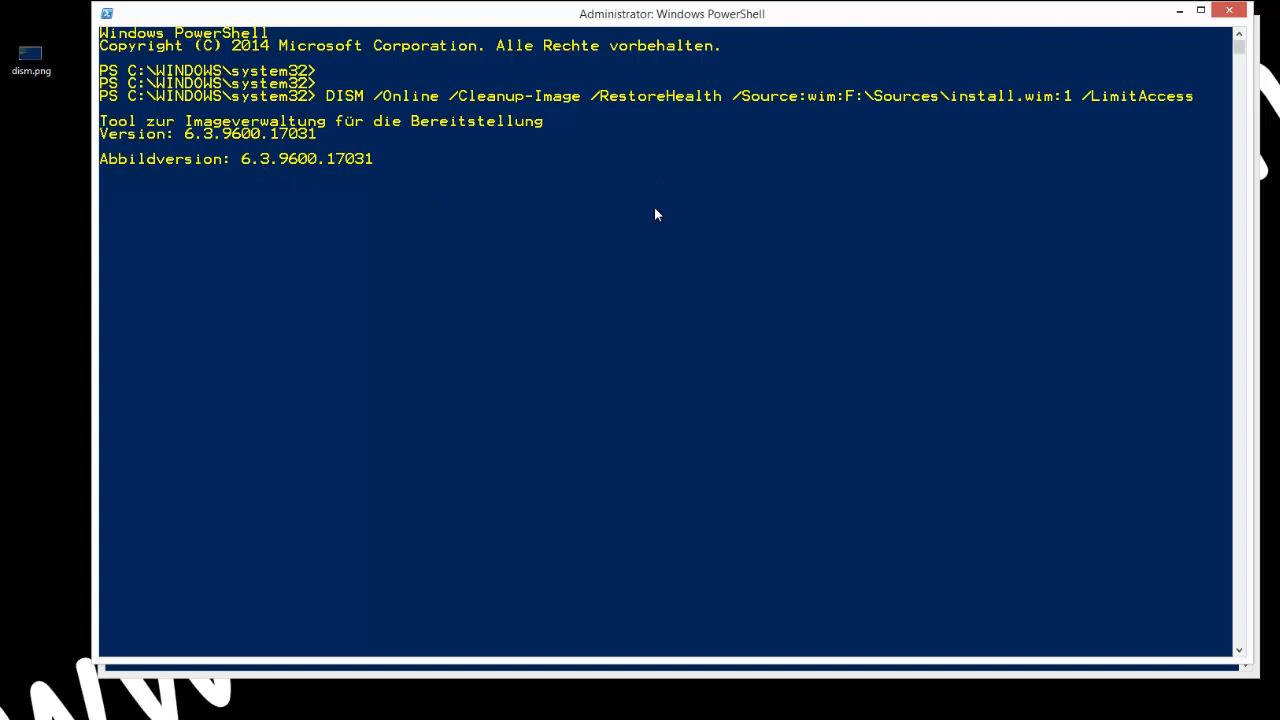 Administrator: Windows PowerShell
dism.png
Windows PowerShell
Copyright (C) 2014 Microsoft Corporation. Alle Rechte vorbehalten.
PS C:\WINDOWS\system32>
PS C:\WINDOWS\system32>
PS C:\WINDOWS\system32> DISM /Online /Cleanup-Image /RestoreHealth /Source:wim:F:\Sources\install.wim:1 /LimitAccess
Tool zur Imageverwaltung für die Bereitstellung
Version: 6.3.9600.17031
Abbildversion: 6.3.9600.17031